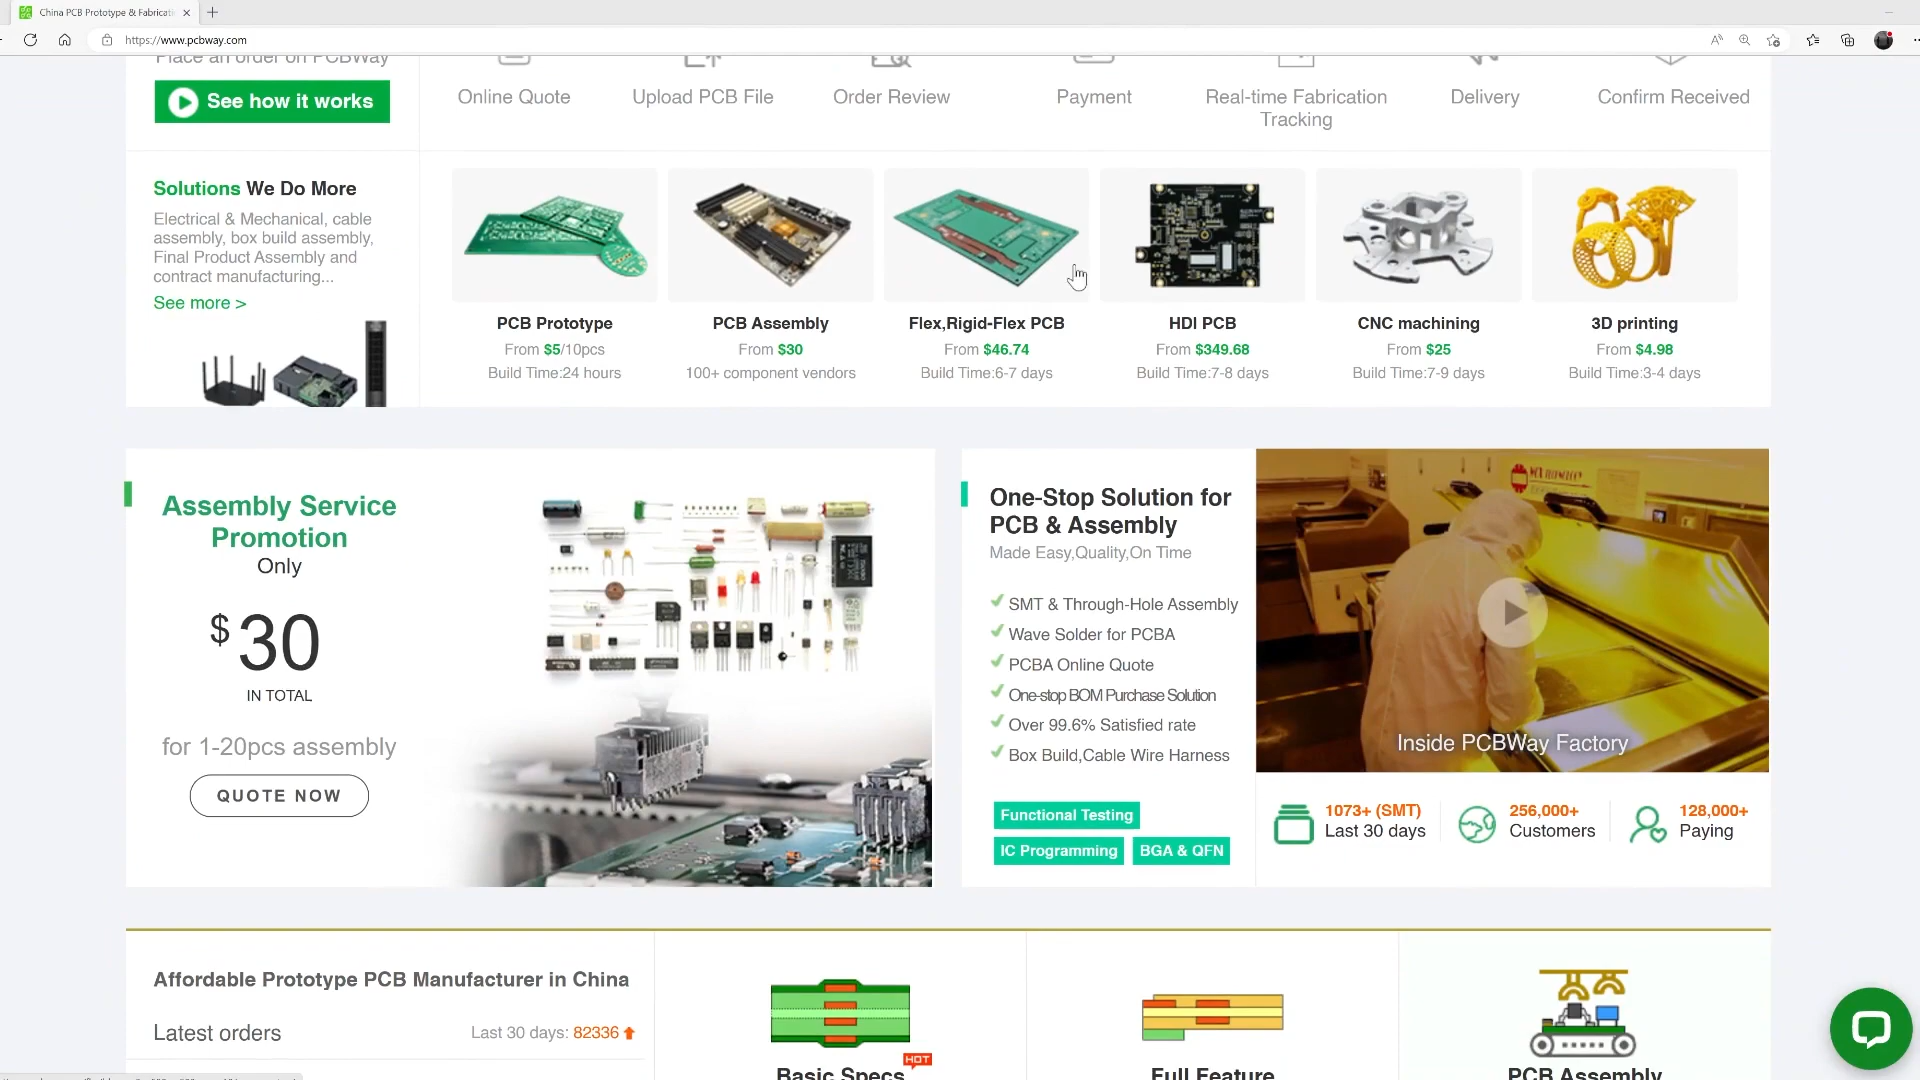 China PCB Prototype & Fabricati
https://www.pcbway.com
Place an order on PCBWay
See how it works
Online Quote
Upload PCB File
Order Review
Payment
Real-time Fabrication
Tracking
Delivery
Confirm Received
Solutions We Do More
Electrical & Mechanical, cable
assembly, box build assembly,
Final Product Assembly and
contract manufacturing...
See more >
PCB Prototype
From $5/10pcs
Build Time:24 hours
PCB Assembly
From $30
100+ component vendors
Flex,Rigid-Flex PCB
From $46.74
Build Time:6-7 days
HDI PCB
From $349.68
Build Time:7-8 days
CNC machining
From $25
Build Time:7-9 days
3D printing
From $4.98
Build Time:3-4 days
Assembly Service
Promotion
Only
$30
IN TOTAL
for 1-20pcs assembly
QUOTE NOW
One-Stop Solution for
PCB & Assembly
Made Easy,Quality,On Time
SMT & Through-Hole Assembly
Wave Solder for PCBA
PCBA Online Quote
One-stop BOM Purchase Solution
Over 99.6% Satisfied rate
Box Build,Cable Wire Harness
Functional Testing
IC Programming
BGA & QFN
Inside PCBWay Factory
1073+ (SMT)
Last 30 days
256,000+
Customers
128,000+
Paying
Affordable Prototype PCB Manufacturer in China
Latest orders
Last 30 days: 82336
HOT
Basic Specs
Full Feature
PCB Assembly